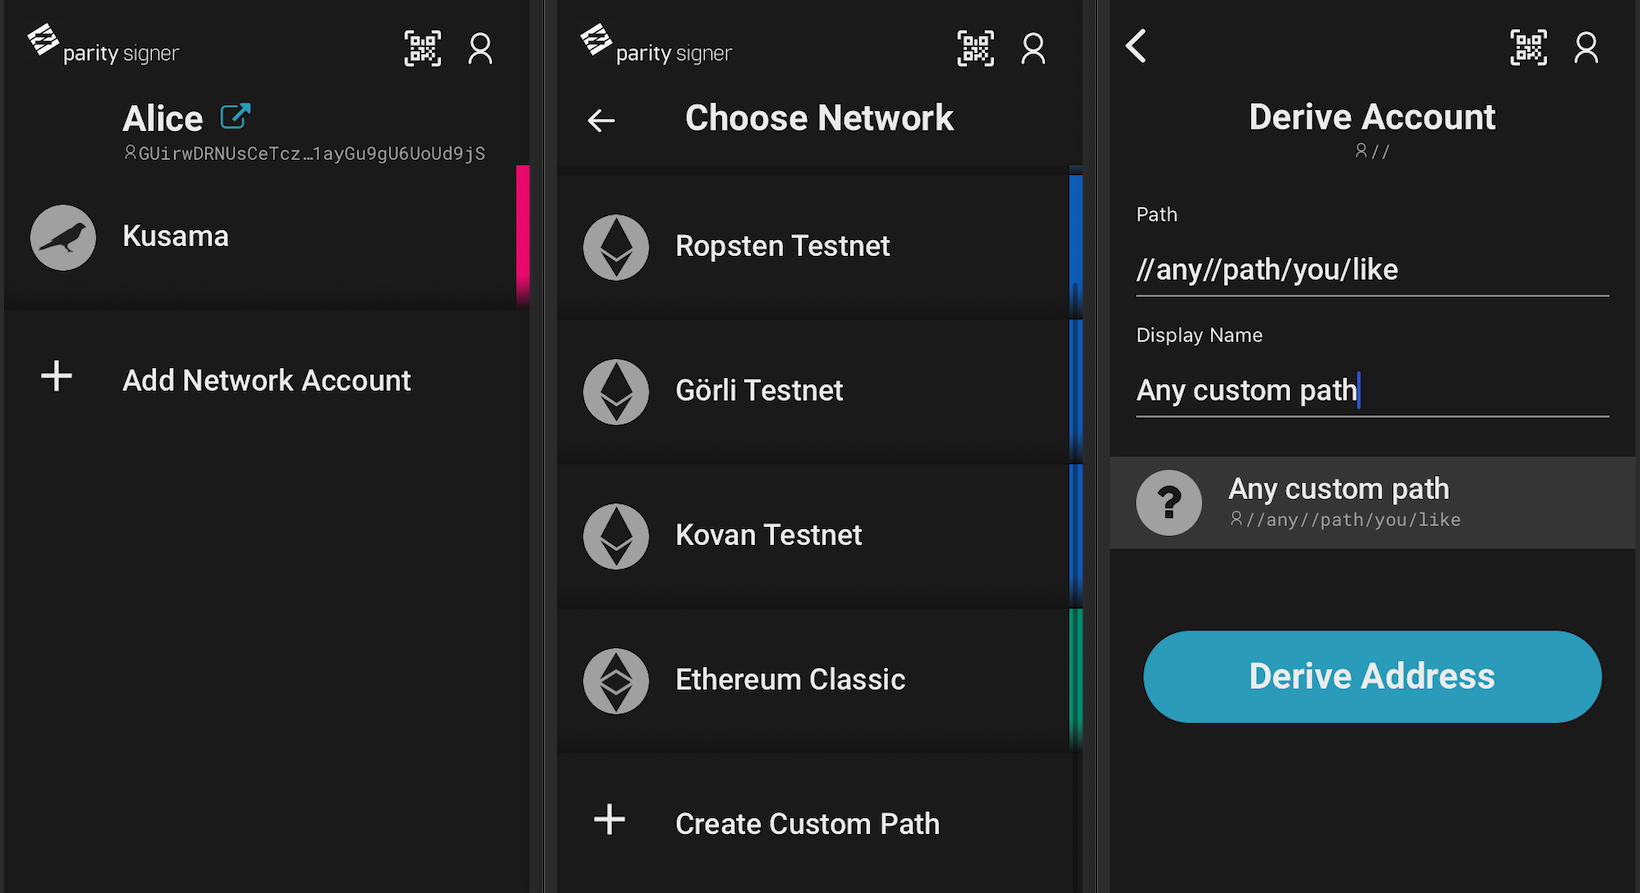 parity signer
Alice
GUirwDRNUsCeTcz…1ayGu9gU6UoUd9jS
Kusama
Add Network Account
parity signer
Choose Network
Ropsten Testnet
Görli Testnet
Kovan Testnet
Ethereum Classic
Create Custom Path
Derive Account
//
Path
//any//path/you/like
Display Name
Any custom path
?
Any custom path
//any//path/you/like
Derive Address